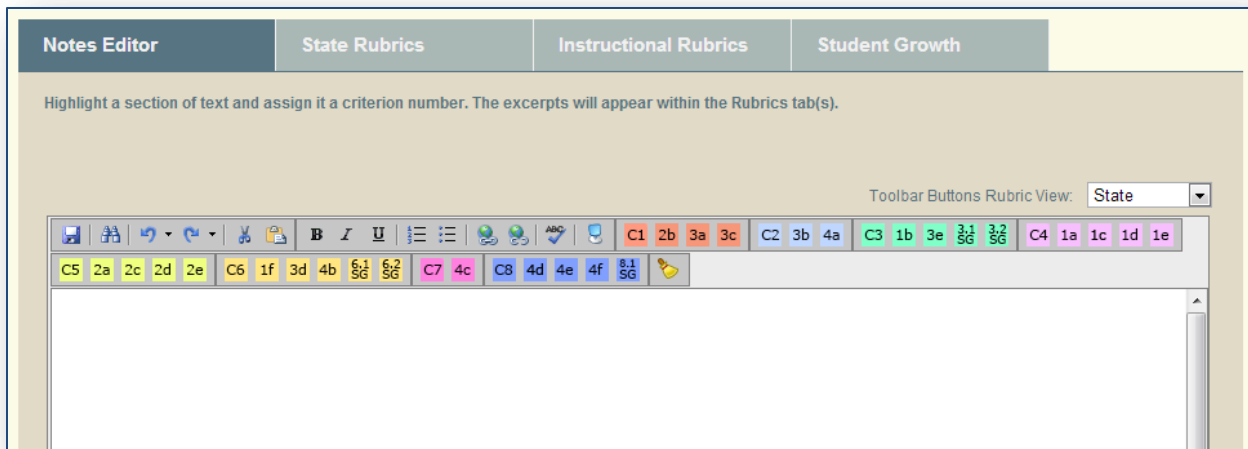 Notes Editor State Rubrics Instructional Rubrics Student Growth
Highlight a section of text and assign it a criterion number. The excerpts will appear within the Rubrics tab(s).
Toolbar Buttons Rubric View: State
B I U ABC C1 2b 3a 3c C2 3b 4a C3 1b 3e 3.1 SG 3.2 SG C4 1a 1c 1d 1e
C5 2a 2c 2d 2e C6 1f 3d 4b 6.1 SG 6.2 SG C7 4c C8 4d 4e 4f 8.1 SG